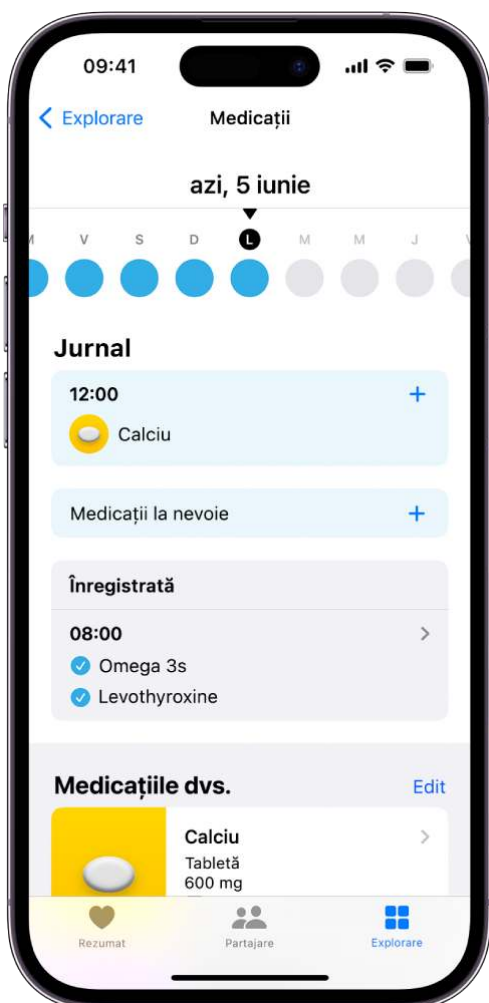 09:41
Explorare Medicații
azi, 5 iunie
V S D L M M J
Jurnal
12:00
Calciu
Medicații la nevoie
Înregistrată
08:00
Omega 3s
Levothyroxine
Medicațiile dvs. Edit
Calciu
Tabletă
600 mg
Rezumat Partajare Explorare